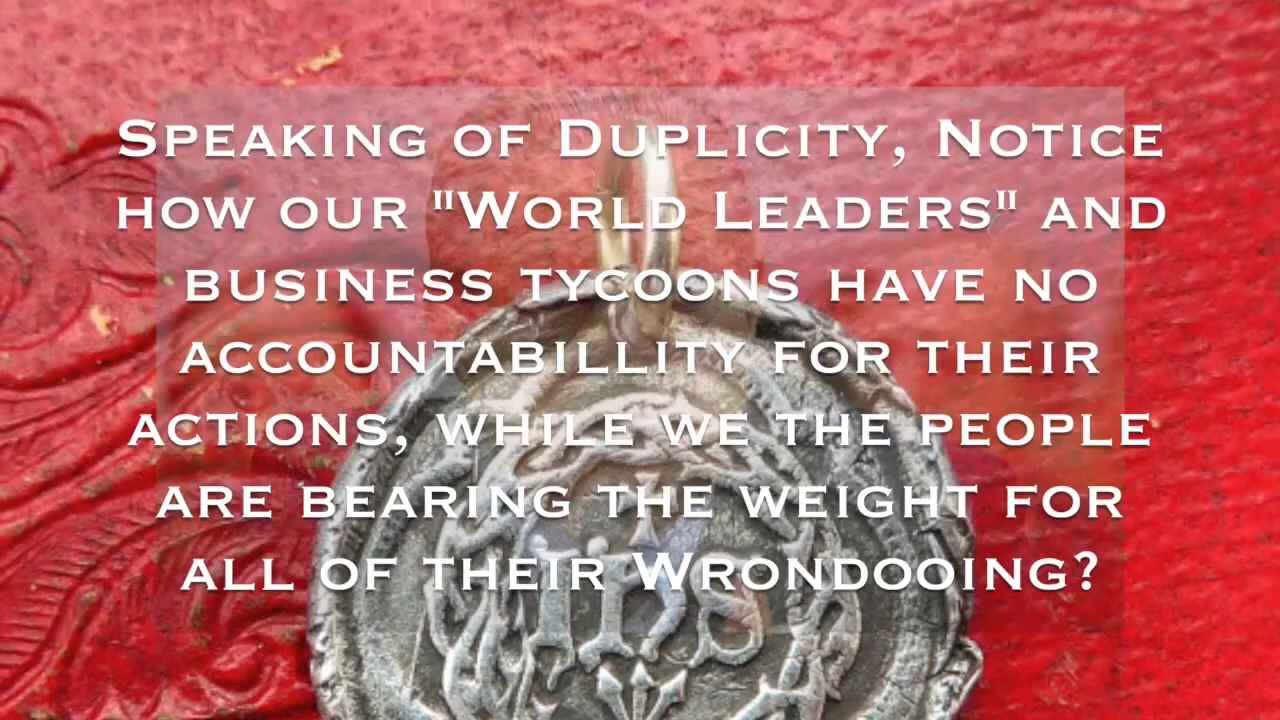 Speaking of Duplicity, Notice
how our "World Leaders" and
business tycoons have no
accountabillity for their
actions, while we the people
are bearing the weight for
all of their Wrondooing?
IHS